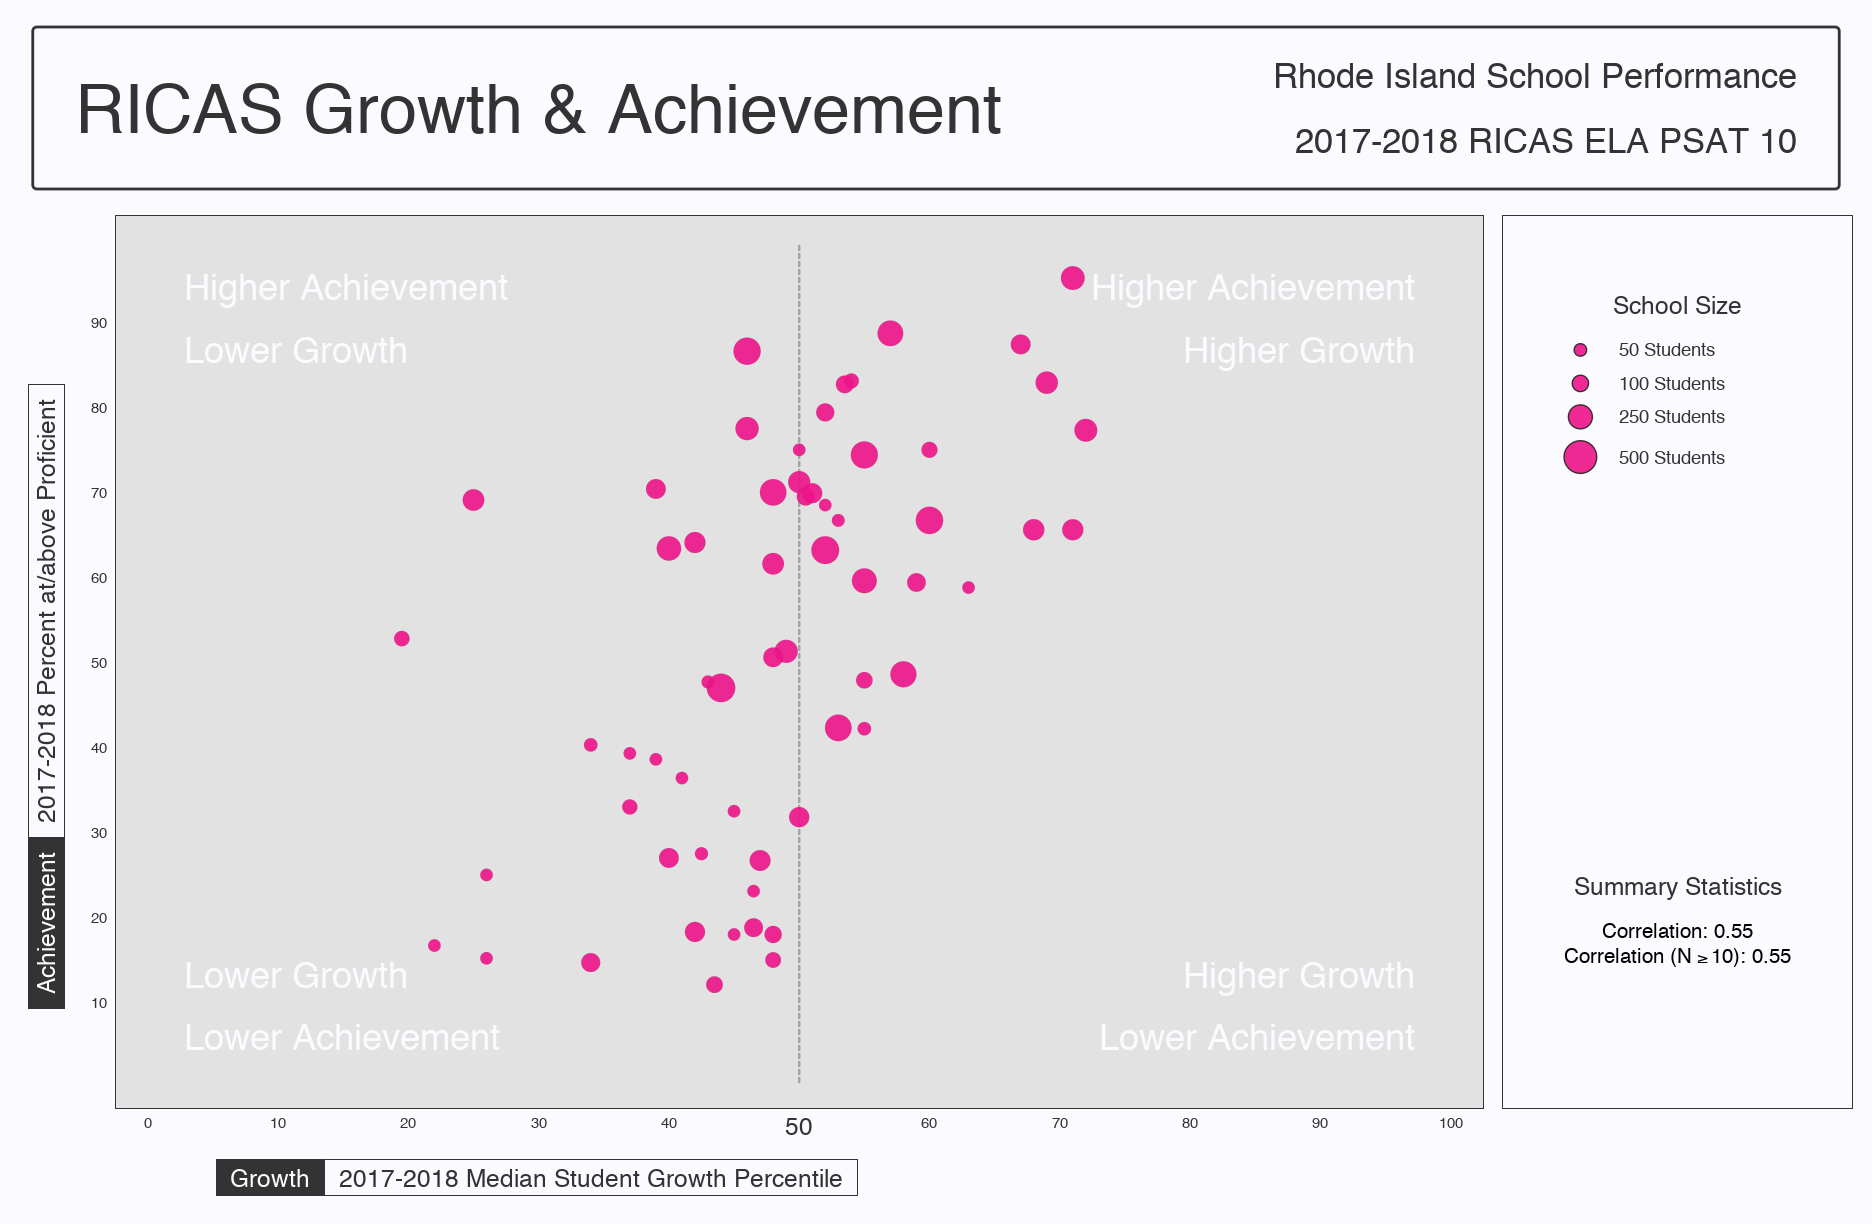 RICAS Growth & Achievement
Rhode Island School Performance
2017-2018 RICAS ELA PSAT 10
Higher Achievement
Lower Growth
Higher Achievement
Higher Growth
Lower Growth
Lower Achievement
Higher Growth
Lower Achievement
90
80
70
60
50
40
30
20
10
Achievement 2017-2018 Percent at/above Proficient
0 10 20 30 40 50 60 70 80 90 100
Growth 2017-2018 Median Student Growth Percentile
School Size
50 Students
100 Students
250 Students
500 Students
Summary Statistics
Correlation: 0.55
Correlation (N ≥ 10): 0.55